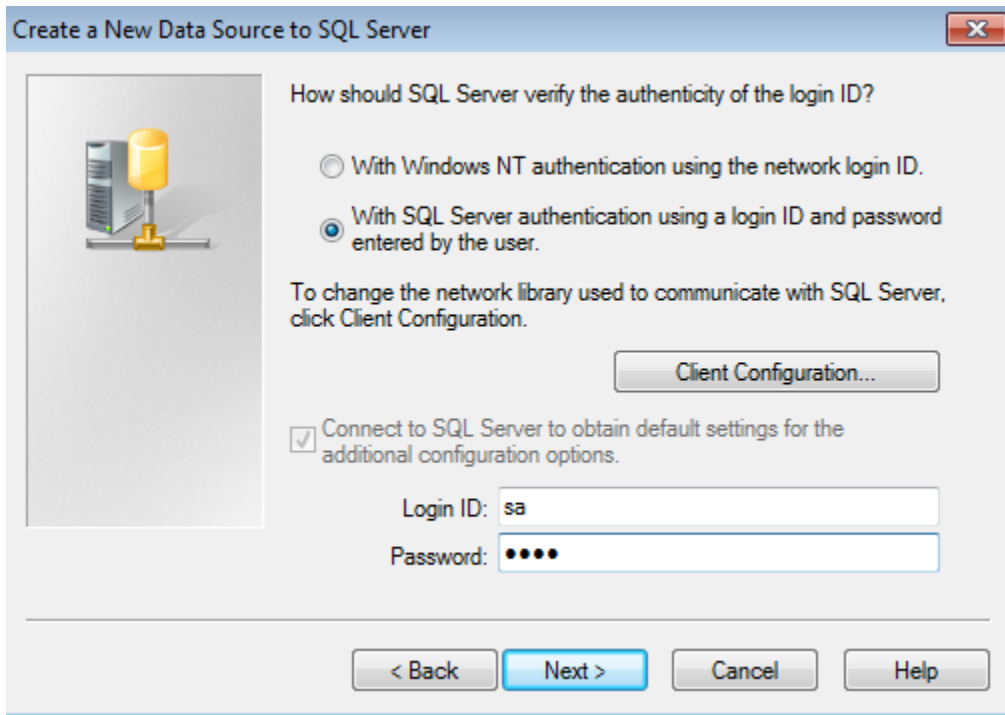 Create a New Data Source to SQL Server
How should SQL Server verify the authenticity of the login ID?
With Windows NT authentication using the network login ID.
With SQL Server authentication using a login ID and password
entered by the user.
To change the network library used to communicate with SQL Server,
click Client Configuration.
Client Configuration...
Connect to SQL Server to obtain default settings for the
additional configuration options.
Login ID: sa
Password: ●●●●
< Back Next > Cancel Help